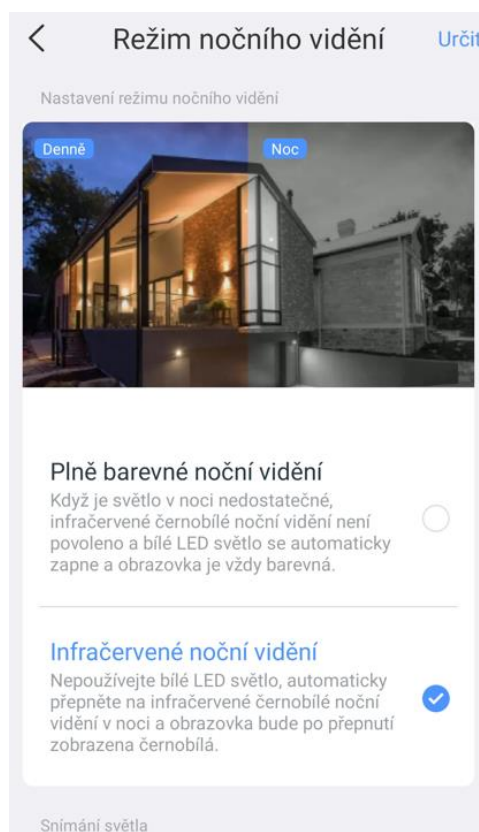 Režim nočního vidění
Určit
Nastavení režimu nočního vidění
Denně
Noc
Plně barevné noční vidění
Když je světlo v noci nedostatečné,
infračervené černobílé noční vidění není
povoleno a bílé LED světlo se automaticky
zapne a obrazovka je vždy barevná.
Infračervené noční vidění
Nepoužívejte bílé LED světlo, automaticky
přepněte na infračervené černobílé noční
vidění v noci a obrazovka bude po přepnutí
zobrazena černobílá.
Snímání světla